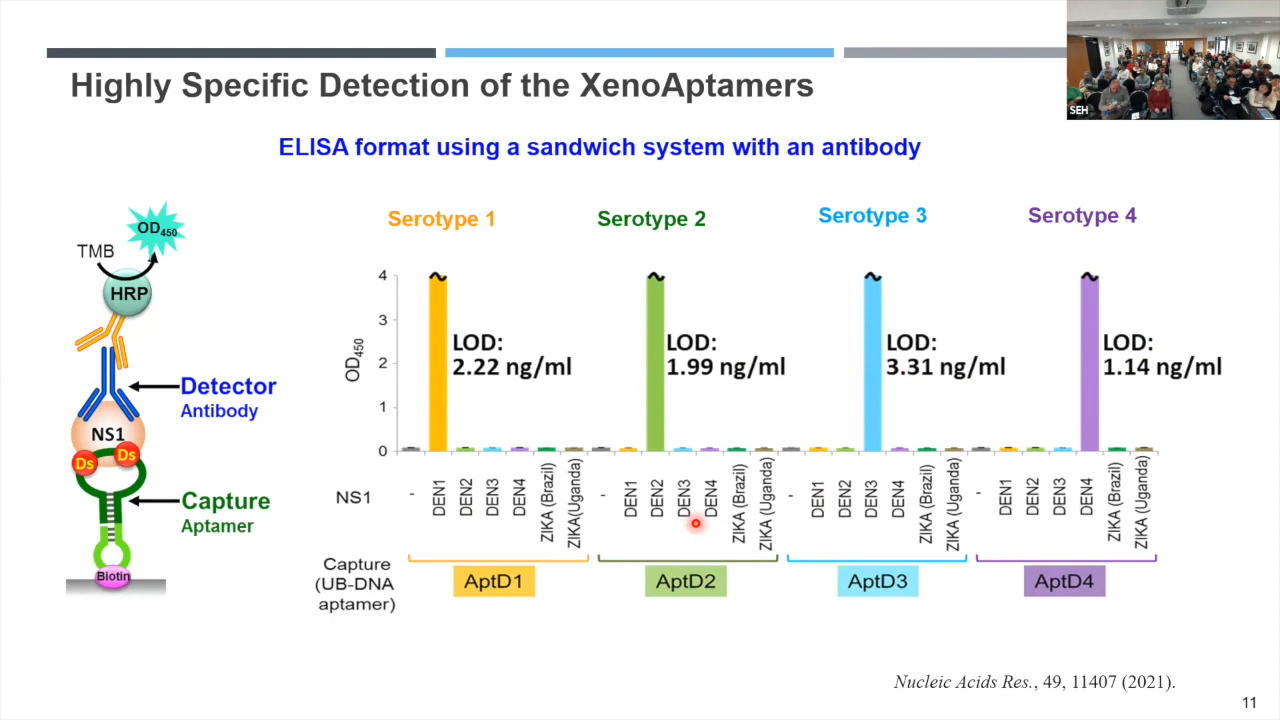 SEH
Highly Specific Detection of the XenoAptamers
ELISA format using a sandwich system with an antibody
OD450
TMB
HRP
Detector
Antibody
NS1
Ds
Ds
Capture
Aptamer
Biotin
Serotype 1
Serotype 2
Serotype 3
Serotype 4
OD450
4
3
2
1
0
LOD:
2.22 ng/ml
LOD:
1.99 ng/ml
LOD:
3.31 ng/ml
LOD:
1.14 ng/ml
NS1
- DEN1 DEN2 DEN3 DEN4 ZIKA (Brazil) ZIKA(Uganda)
- DEN1 DEN2 DEN3 DEN4 ZIKA (Brazil) ZIKA (Uganda)
- DEN1 DEN2 DEN3 DEN4 ZIKA (Brazil) ZIKA (Uganda)
- DEN1 DEN2 DEN3 DEN4 ZIKA (Brazil) ZIKA (Uganda)
Capture
(UB-DNA
aptamer)
AptD1
AptD2
AptD3
AptD4
Nucleic Acids Res., 49, 11407 (2021).
11